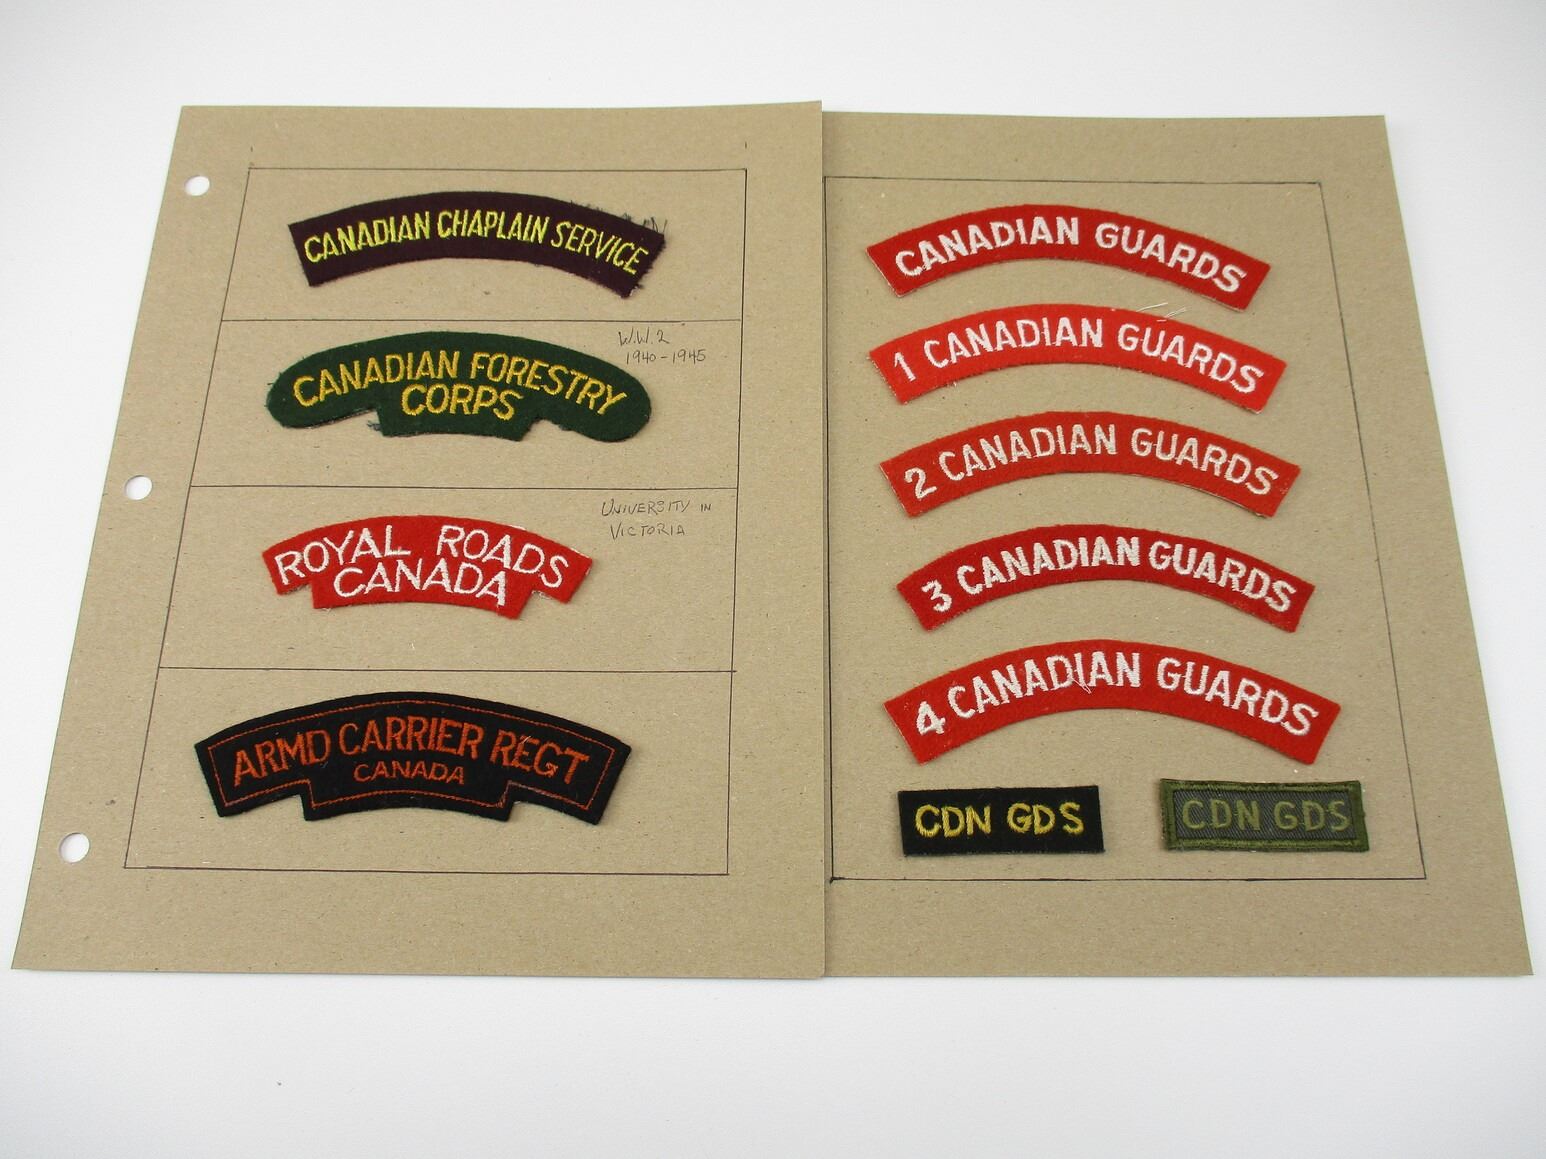 CANADIAN CHAPLAIN SERVICE
W.W.2
1940-1945
CANADIAN FORESTRY
CORPS
UNIVERSITY IN
VICTORIA
ROYAL ROADS
CANADA
ARMD CARRIER REGT
CANADA
CANADIAN GUARDS
1 CANADIAN GUARDS
2 CANADIAN GUARDS
3 CANADIAN GUARDS
4 CANADIAN GUARDS
CDN GDS
CDN GDS